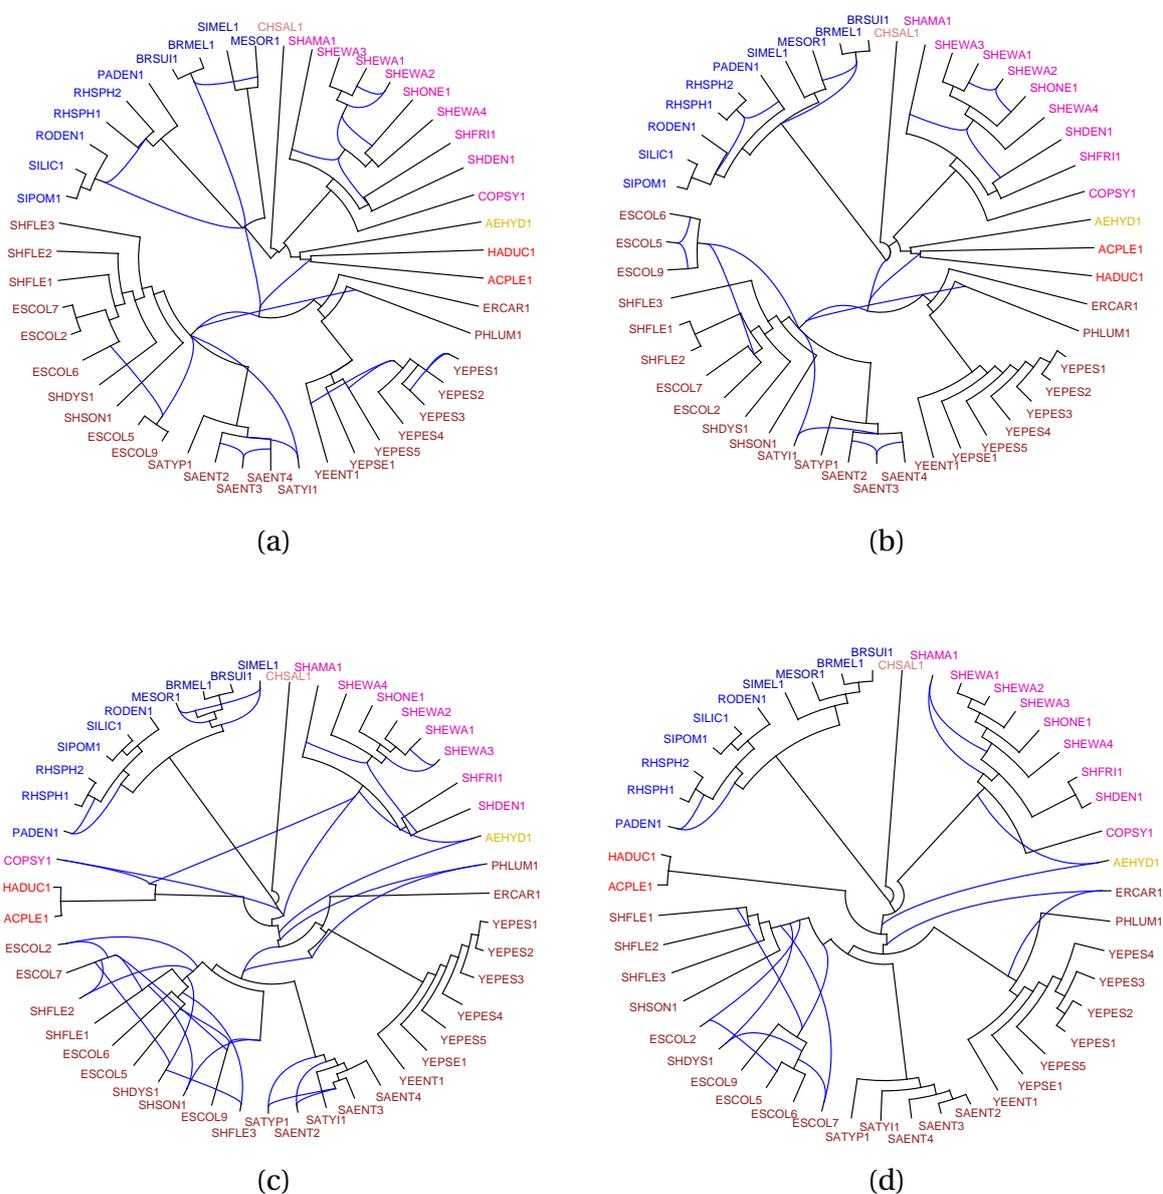 SIMEL1
CHSAL1
MESOR1
SHAMA1
BRMEL1
SHEWA3
BRSUI1
SHEWA1
PADEN1
SHEWA2
RHSPH2
SHONE1
RHSPH1
SHEWA4
RODEN1
SHFRI1
SILIC1
SHDEN1
SIPOM1
COPSY1
SHFLE3
AEHYD1
SHFLE2
HADUC1
SHFLE1
ACPLE1
ESCOL7
ERCAR1
ESCOL2
PHLUM1
ESCOL6
YEPES1
SHDYS1
YEPES2
SHSON1
YEPES3
ESCOL5
YEPES4
ESCOL9
YEPES5
SATYP1
YEPSE1
SAENT2
YEENT1
SAENT3
SAENT4
SATYI1
(a)
BRSUI1
SHAMA1
BRMEL1
CHSAL1
MESOR1
SHEWA3
SIMEL1
SHEWA1
PADEN1
SHEWA2
RHSPH2
SHONE1
RHSPH1
SHEWA4
RODEN1
SHDEN1
SILIC1
SHFRI1
SIPOM1
COPSY1
ESCOL6
AEHYD1
ESCOL5
ACPLE1
ESCOL9
HADUC1
SHFLE3
ERCAR1
SHFLE1
PHLUM1
SHFLE2
YEPES1
ESCOL7
YEPES2
ESCOL2
YEPES3
SHDYS1
YEPES4
SHSON1
YEPES5
SATYI1
YEPSE1
SATYP1
YEENT1
SAENT2
SAENT4
SAENT3
(b)
SIMEL1
SHAMA1
BRSUI1
CHSAL1
BRMEL1
SHEWA4
MESOR1
SHONE1
RODEN1
SHEWA2
SILIC1
SHEWA1
SIPOM1
SHEWA3
RHSPH2
SHFRI1
RHSPH1
SHDEN1
PADEN1
AEHYD1
COPSY1
PHLUM1
HADUC1
ERCAR1
ACPLE1
YEPES1
ESCOL2
YEPES2
ESCOL7
YEPES3
SHFLE2
YEPES4
SHFLE1
YEPES5
ESCOL6
YEPSE1
ESCOL5
YEENT1
SHDYS1
SAENT4
SHSON1
SAENT3
ESCOL9
SATYI1
SHFLE3
SATYP1
SAENT2
(c)
BRSUI1
SHAMA1
BRMEL1
CHSAL1
MESOR1
SHEWA1
SIMEL1
SHEWA2
RODEN1
SHEWA3
SILIC1
SHONE1
SIPOM1
SHEWA4
RHSPH2
SHFRI1
RHSPH1
SHDEN1
PADEN1
COPSY1
HADUC1
AEHYD1
ACPLE1
ERCAR1
SHFLE1
PHLUM1
SHFLE2
YEPES4
SHFLE3
YEPES3
SHSON1
YEPES2
ESCOL2
YEPES1
SHDYS1
YEPES5
ESCOL9
YEPSE1
ESCOL5
YEENT1
ESCOL6
SAENT2
ESCOL7
SAENT3
SATYP1
SATYI1
SAENT4
(d)